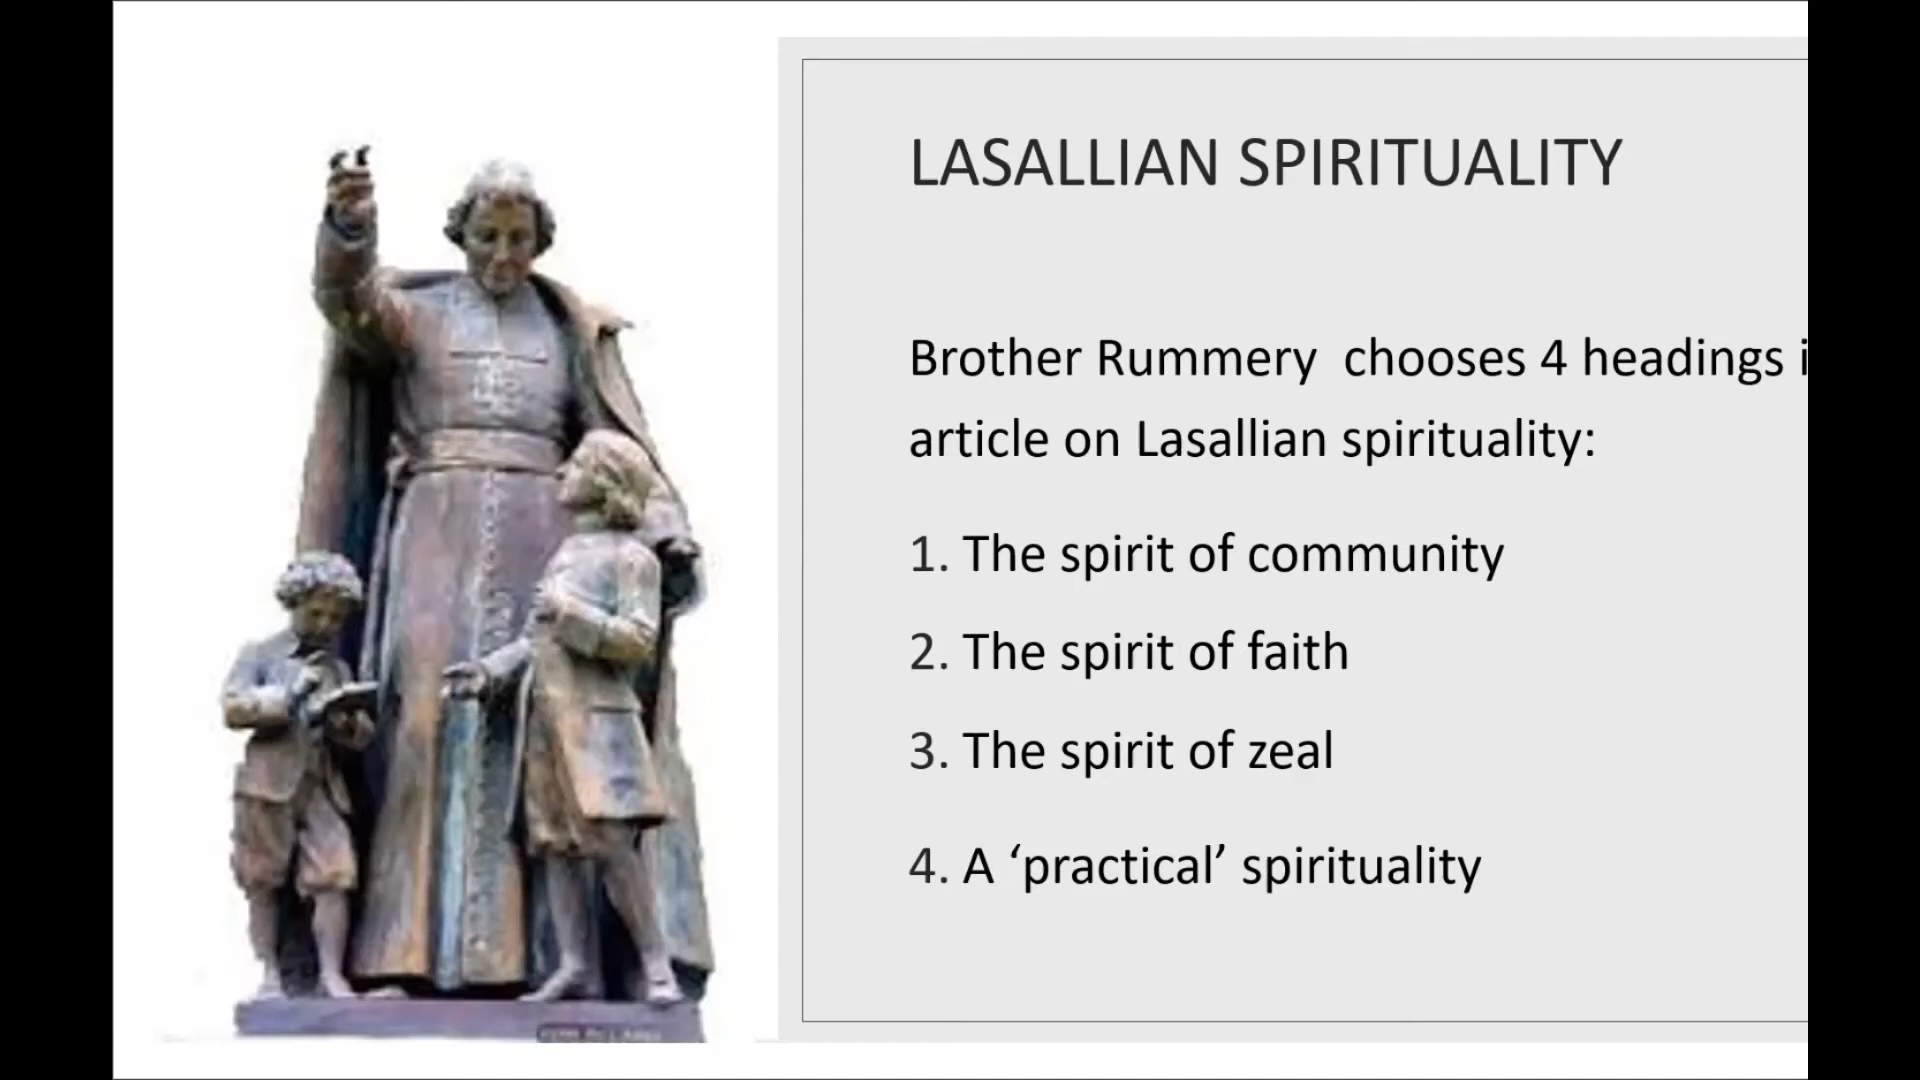 LASALLIAN SPIRITUALITY
Brother Rummery chooses 4 headings i
article on Lasallian spirituality:
1. The spirit of community
2. The spirit of faith
3. The spirit of zeal
4. A ‘practical’ spirituality